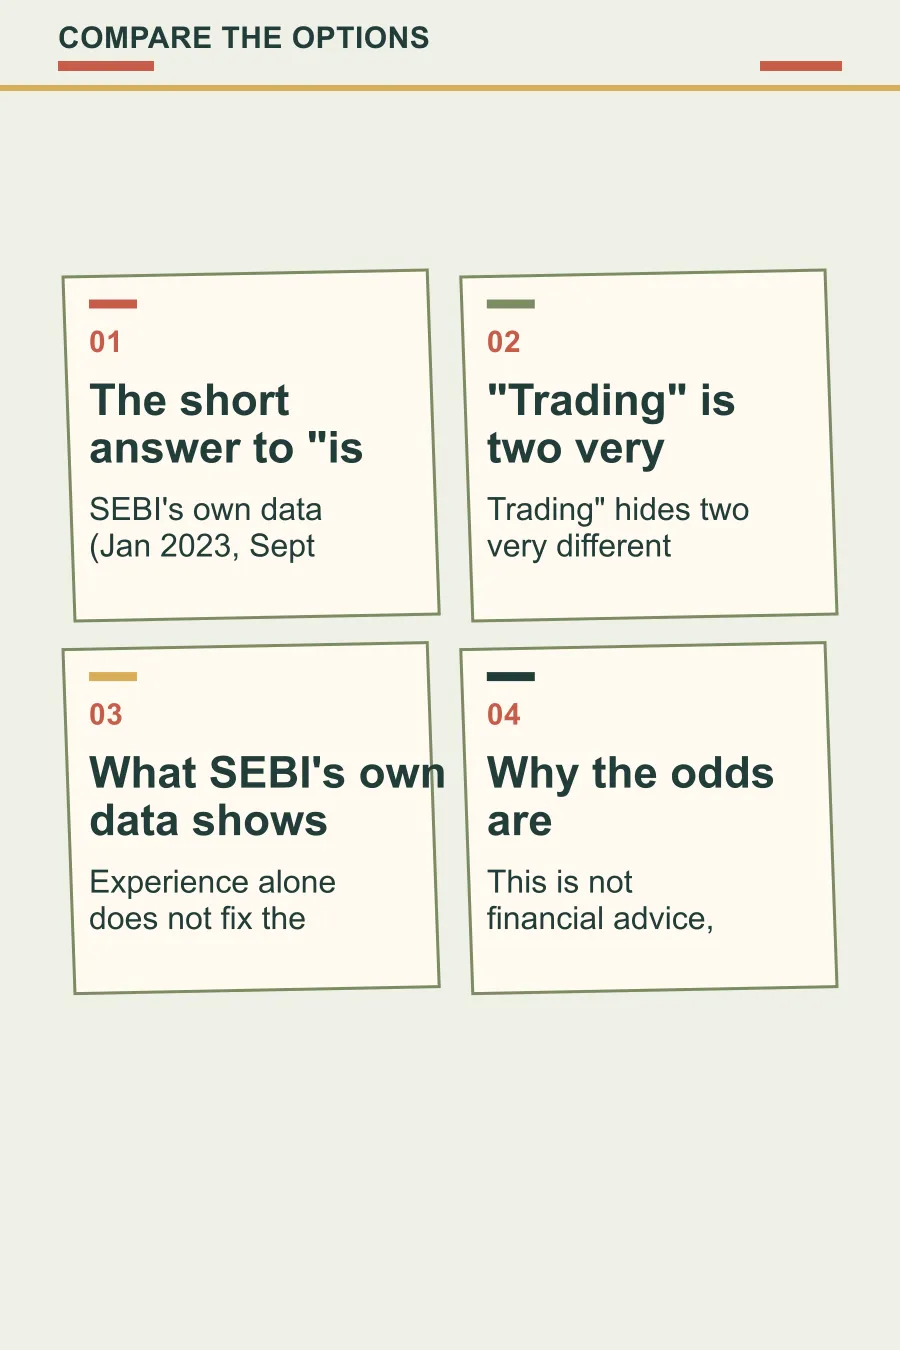 COMPARE THE OPTIONS
01
The short
answer to "is
SEBI's own data
(Jan 2023, Sept
02
"Trading" is
two very
Trading" hides two
very different
03
What SEBI's own
data shows
Experience alone
does not fix the
04
Why the odds
are
This is not
financial advice,